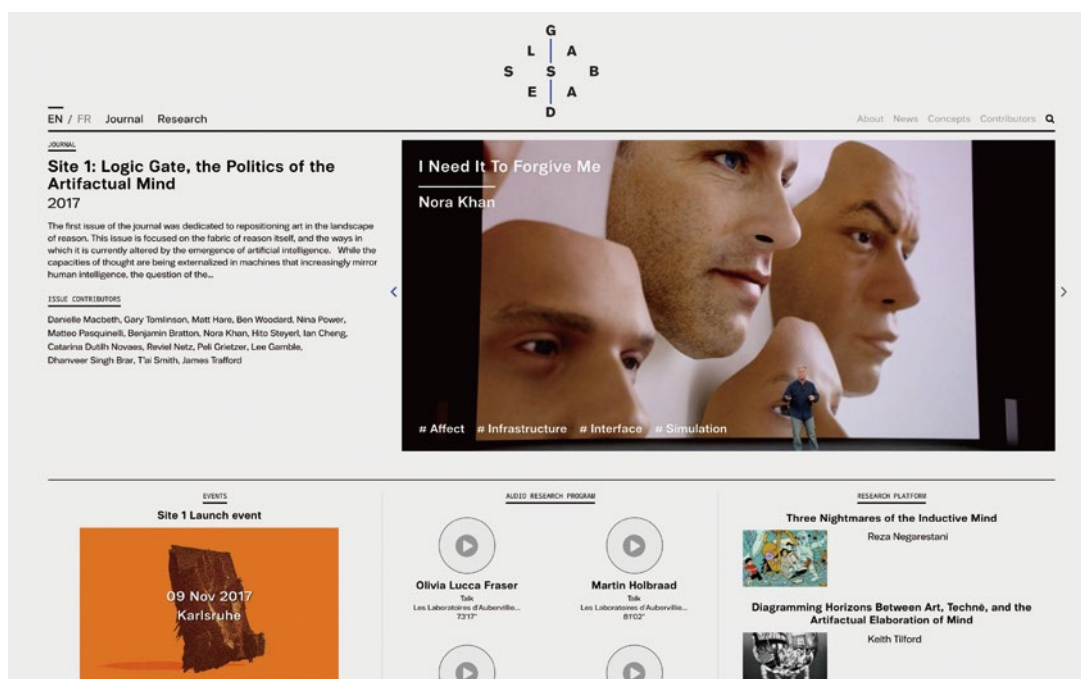 G
L A
S S B
E A
D
EN / FR Journal Research
About News Concepts Contributors
JOURNAL
Site 1: Logic Gate, the Politics of the
Artifactual Mind
2017
The first issue of the journal was dedicated to repositioning art in the landscape
of reason. This issue is focused on the fabric of reason itself, and the ways in
which it is currently altered by the emergence of artificial intelligence. While the
capacities of thought are being externalized in machines that increasingly mirror
human intelligence, the question of the...
ISSUE CONTRIBUTORS
Danielle Macbeth, Gary Tomlinson, Matt Hare, Ben Woodard, Nina Power,
Matteo Pasquinelli, Benjamin Bratton, Nora Khan, Hito Steyerl, Ian Cheng,
Catarina Dutilh Novaes, Reviel Netz, Peli Grietzer, Lee Gamble,
Dhanveer Singh Brar, T'ai Smith, James Trafford
I Need It To Forgive Me
Nora Khan
# Affect # Infrastructure # Interface # Simulation
EVENTS
Site 1 Launch event
09 Nov 2017
Karlsruhe
AUDIO RESEARCH PROGRAM
Olivia Lucca Fraser
Talk
Les Laboratoires d'Aubervillie...
73'17"
Martin Holbraad
Talk
Les Laboratoires d'Aubervillie...
81'02"
RESEARCH PLATFORM
Three Nightmares of the Inductive Mind
Reza Negarestani
Diagramming Horizons Between Art, Technê, and the
Artifactual Elaboration of Mind
Keith Tilford